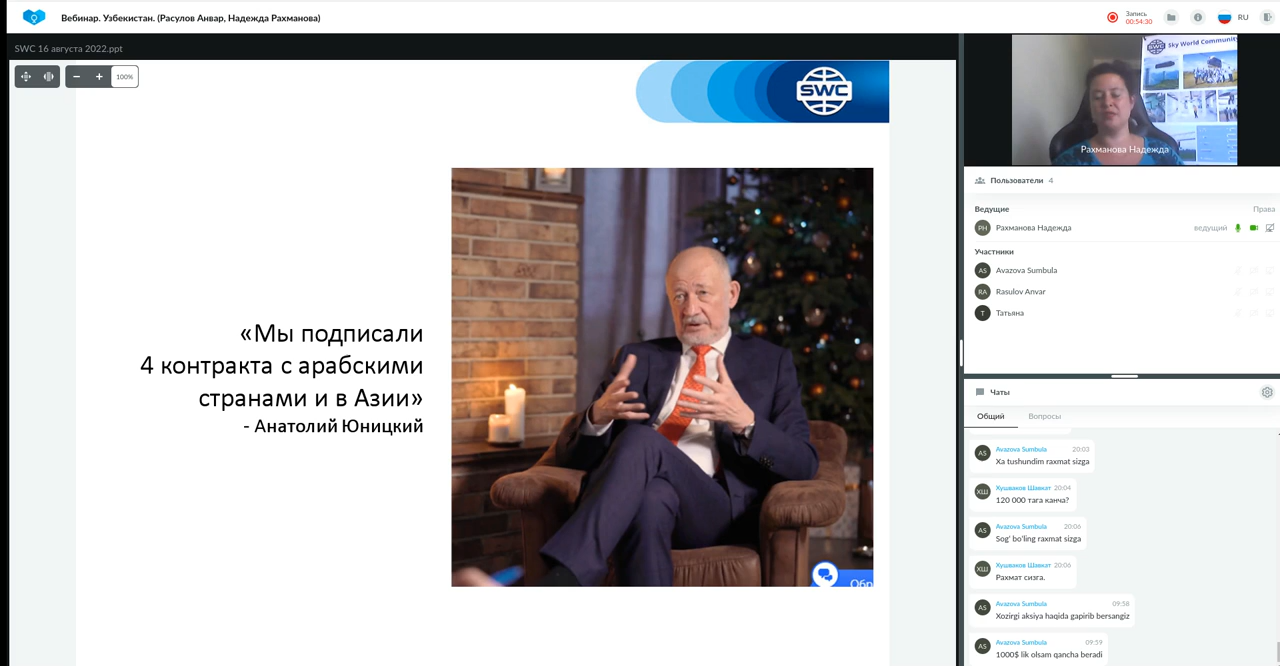 Вебинар. Узбекистан. (Расулов Анвар, Надежда Рахманова)
Запись
00:54:30
RU
SWC 16 августа 2022.ppt
100%
SWC
«Мы подписали
4 контракта с арабскими
странами и в Азии»
- Анатолий Юницкий
Обр
SWC Sky World Community
Рахманова Надежда
Пользователи 4
Ведущие Права
РН Рахманова Надежда ведущий
Участники
AS Avazova Sumbula
RA Rasulov Anvar
Т Татьяна
Чаты
Общий Вопросы
AS Avazova Sumbula 20:03
Xa tushundim raxmat sizga
ХШ Хушваков Шавкат 20:04
120 000 тага канча?
AS Avazova Sumbula 20:06
Sog' bo'ling raxmat sizga
ХШ Хушваков Шавкат 20:06
Рахмат сизга.
AS Avazova Sumbula 09:58
Xozirgi aksiya haqida gapirib bersangiz
AS Avazova Sumbula 09:59
1000$ lik olsam qancha beradi